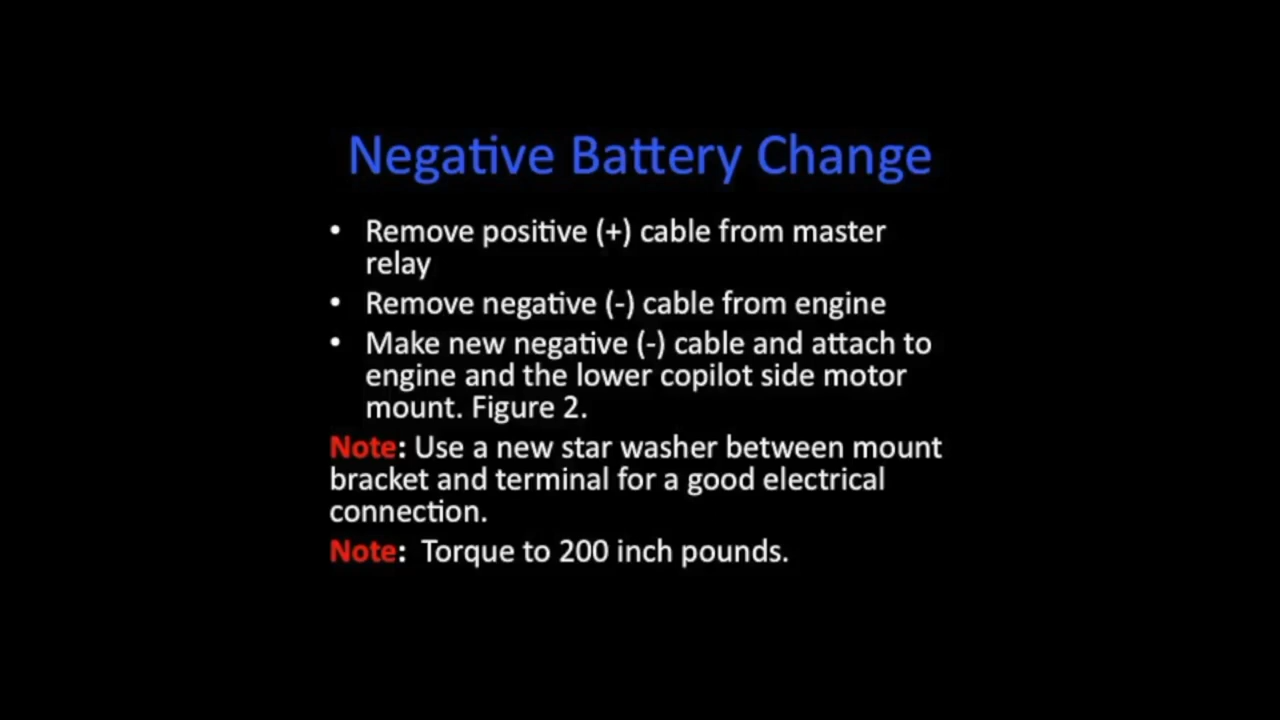 Negative Battery Change
• Remove positive (+) cable from master
relay
• Remove negative (-) cable from engine
• Make new negative (-) cable and attach to
engine and the lower copilot side motor
mount. Figure 2.
Note: Use a new star washer between mount
bracket and terminal for a good electrical
connection.
Note: Torque to 200 inch pounds.